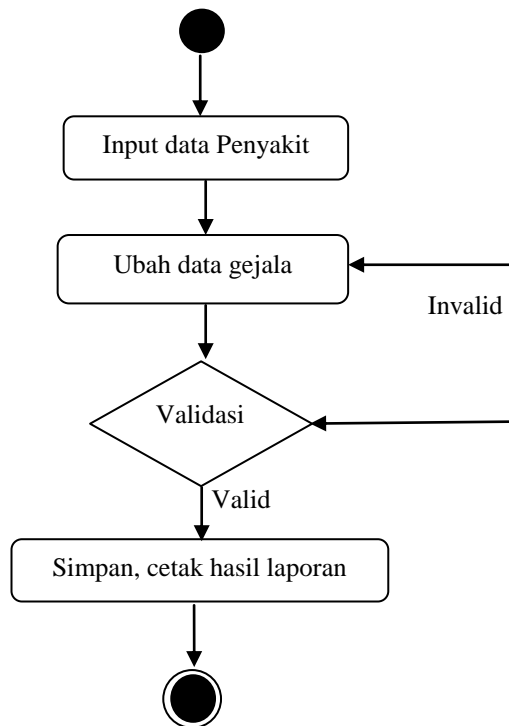 Input data Penyakit
Ubah data gejala
Invalid
Validasi
Valid
Simpan, cetak hasil laporan